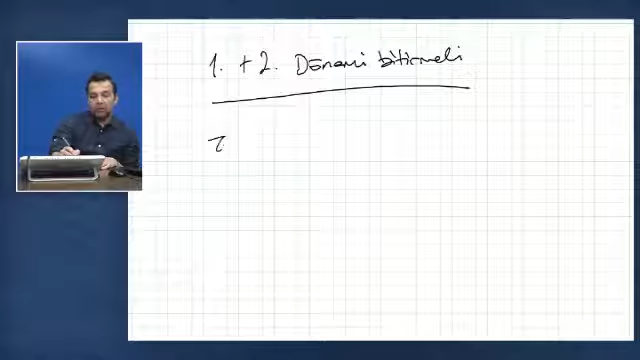 1. + 2. Dönemi bitirmeli